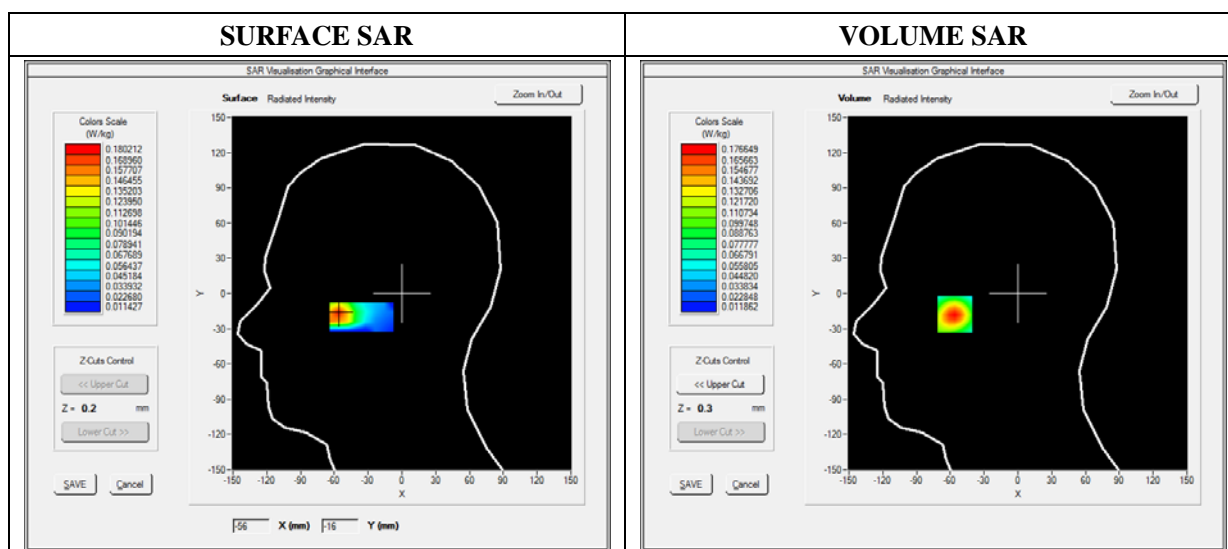 SURFACE SAR
VOLUME SAR
SAR Visualisation Graphical Interface
Surface Radiated Intensity
Zoom In/Out
Colors Scale
(W/kg)
0.180212
0.168960
0.157707
0.146455
0.135203
0.123950
0.112698
0.101446
0.090194
0.078941
0.067689
0.056437
0.045184
0.033932
0.022680
0.011427
150
120
90
60
30
0
-30
-60
-90
-120
-150
Y
-150 -120 -90 -60 -30 0 30 60 90 120 150
X
Z-Cuts Control
<< Upper Cut
Z = 0.2 mm
Lower Cut >>
SAVE Cancel
-56 X (mm) -16 Y (mm)
SAR Visualisation Graphical Interface
Volume Radiated Intensity
Zoom In/Out
Colors Scale
(W/kg)
0.176649
0.165663
0.154677
0.143692
0.132706
0.121720
0.110734
0.099748
0.088763
0.077777
0.066791
0.055805
0.044820
0.033834
0.022848
0.011862
150
120
90
60
30
0
-30
-60
-90
-120
-150
Y
-150 -120 -90 -60 -30 0 30 60 90 120 150
X
Z-Cuts Control
<< Upper Cut
Z = 0.3 mm
Lower Cut >>
SAVE Cancel